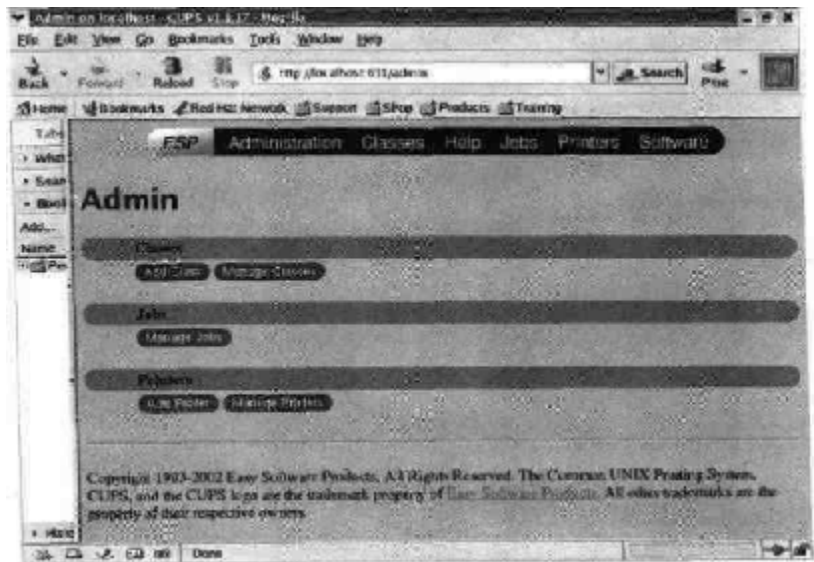 Admin on localhost - CUPS v1.1.17 - Mozilla
File Edit View Go Bookmarks Tools Window Help
Back Forward Reload Stop http://localhost:631/admin Search Print
Home Bookmarks Red Hat Network Support Shop Products Training
ESP Administration Classes Help Jobs Printers Software
Admin
Add...
Name
Classes
Add Class Manage Classes
Jobs
Manage Jobs
Printers
Add Printer Manage Printers
Copyright 1993-2002 Easy Software Products, All Rights Reserved. The Common UNIX Printing System,
CUPS, and the CUPS logo are the trademark property of Easy Software Products. All other trademarks are the
property of their respective owners.
Done